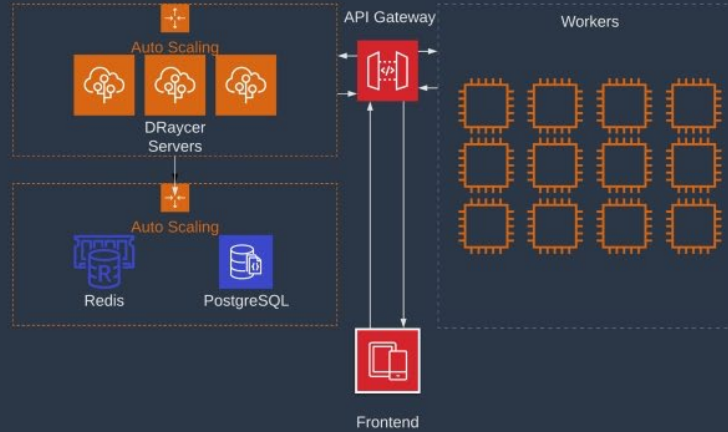 API Gateway
Workers
Auto Scaling
DRaycer
Servers
Auto Scaling
R
Redis
PostgreSQL
Frontend